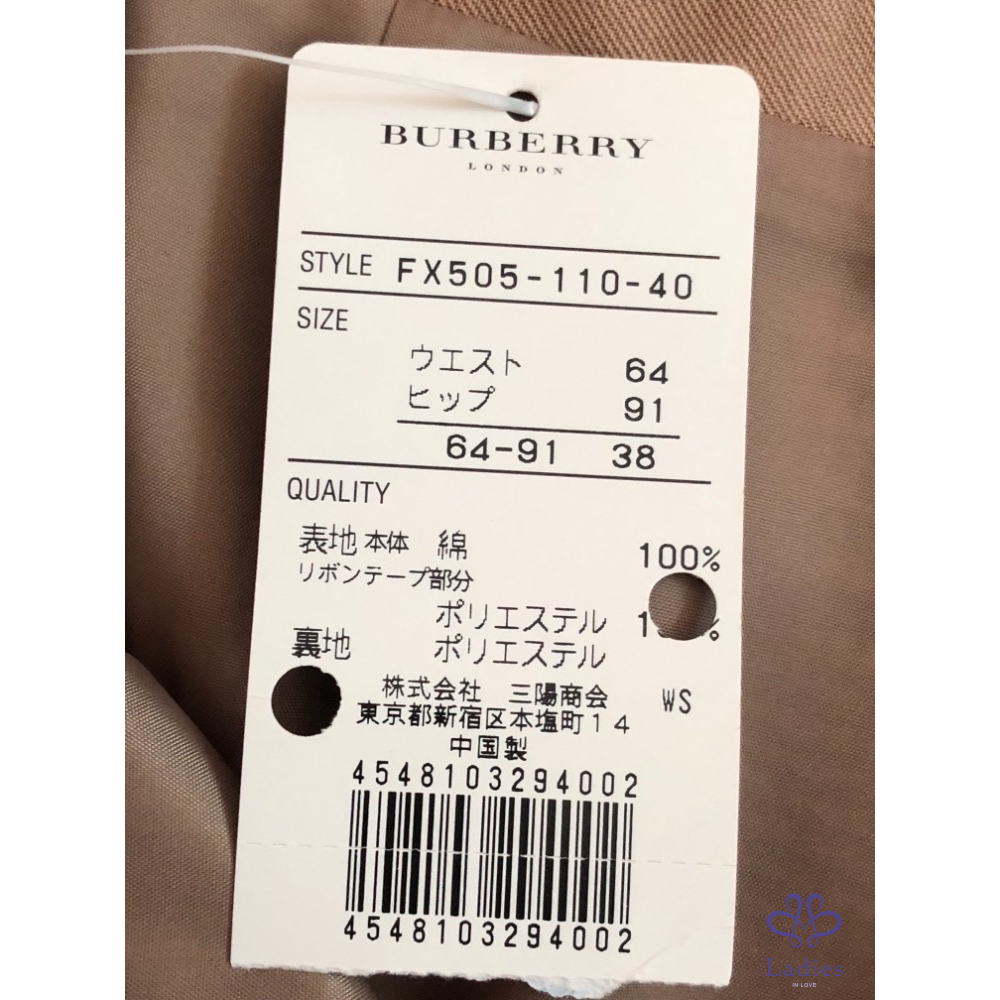 BURBERRY
LONDON
STYLE FX505-110-40
SIZE
ウエスト 64
ヒップ 91
64-91 38
QUALITY
表地 本体 綿 100%
リボンテープ部分
ポリエステル
裏地 ポリエステル
株式会社 三陽商会 WS
東京都新宿区本塩町14
中国製
4548103294002
4548103294002
Ladies
IN LOVE